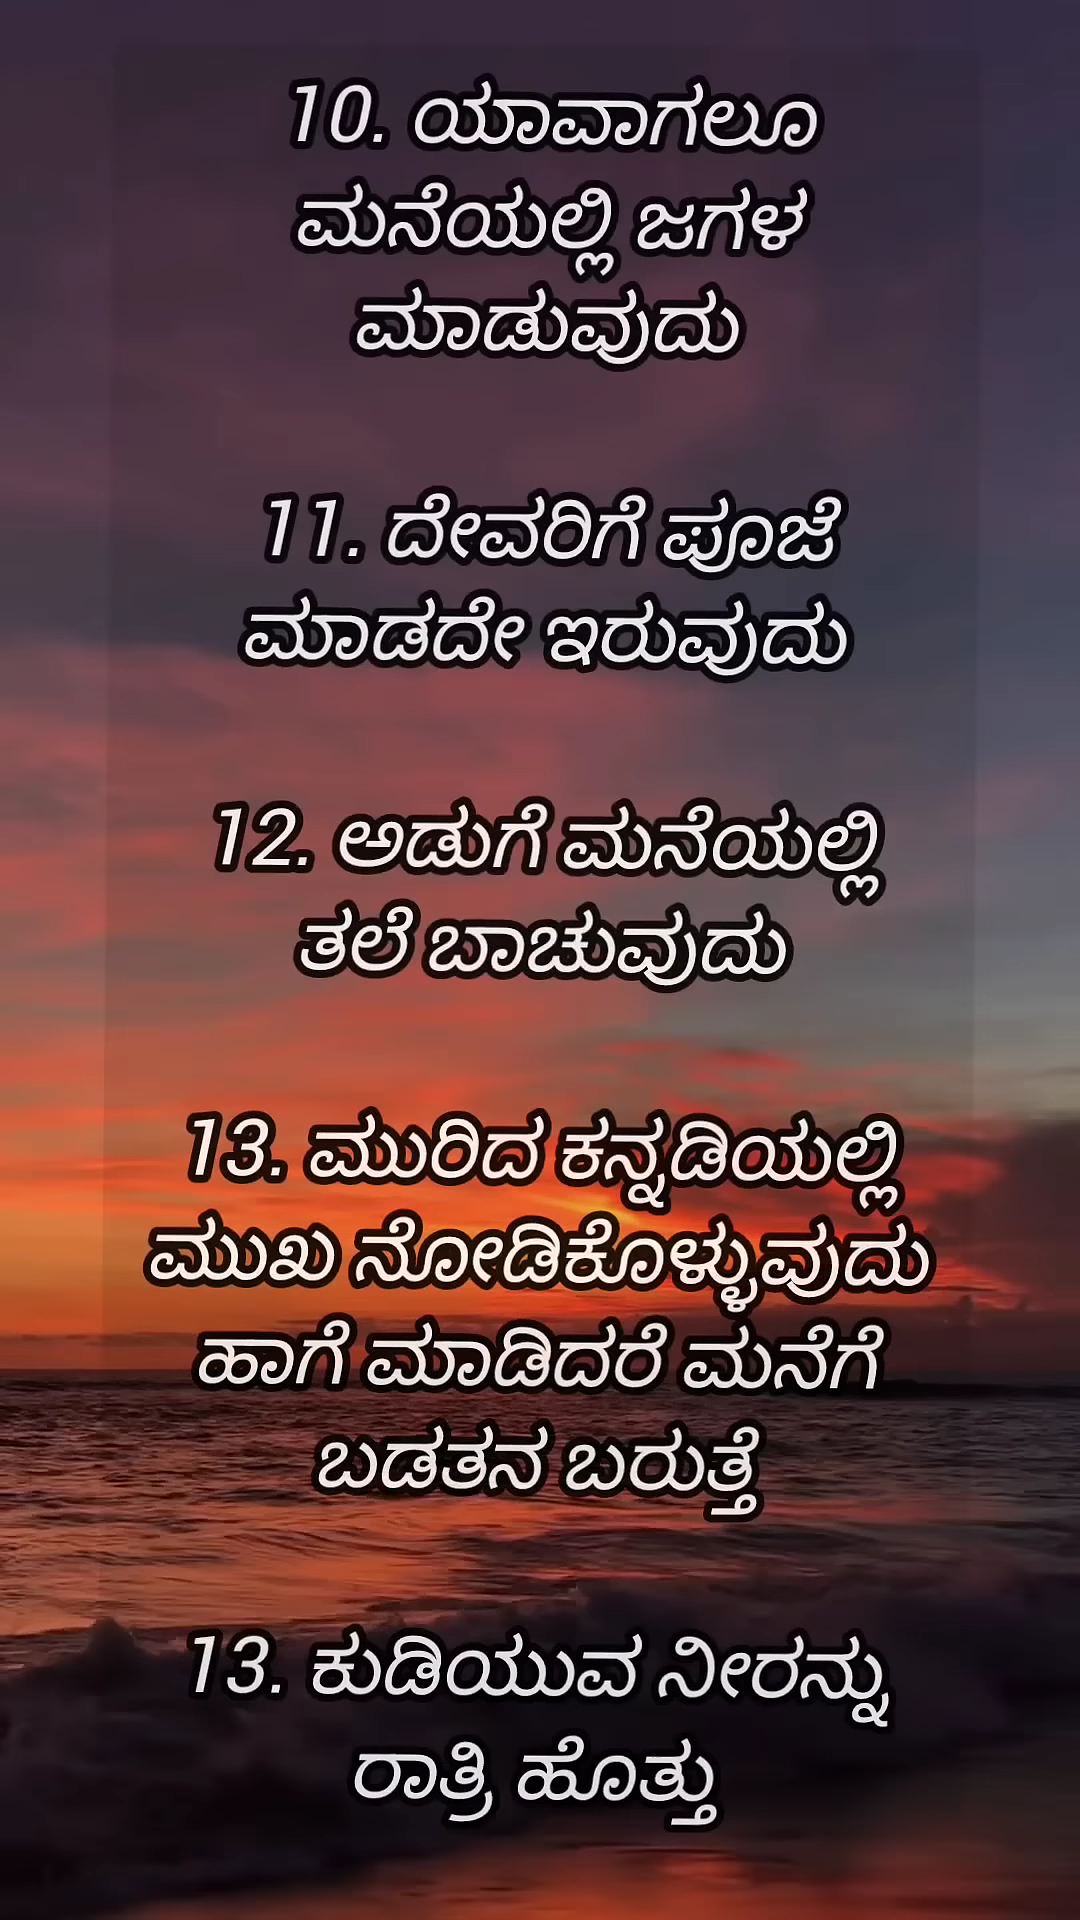 10. ಯಾವಾಗಲೂ
ಮನೆಯಲ್ಲಿ ಜಗಳ
ಮಾಡುವುದು
11. ದೇವರಿಗೆ ಪೂಜೆ
ಮಾಡದೇ ಇರುವುದು
12. ಅಡುಗೆ ಮನೆಯಲ್ಲಿ
ತಲೆ ಬಾಚುವುದು
13. ಮುರಿದ ಕನ್ನಡಿಯಲ್ಲಿ
ಮುಖ ನೋಡಿಕೊಳ್ಳುವುದು
ಹಾಗೆ ಮಾಡಿದರೆ ಮನೆಗೆ
ಬಡತನ ಬರುತ್ತೆ
13. ಕುಡಿಯುವ ನೀರನ್ನು
ರಾತ್ರಿ ಹೊತ್ತು